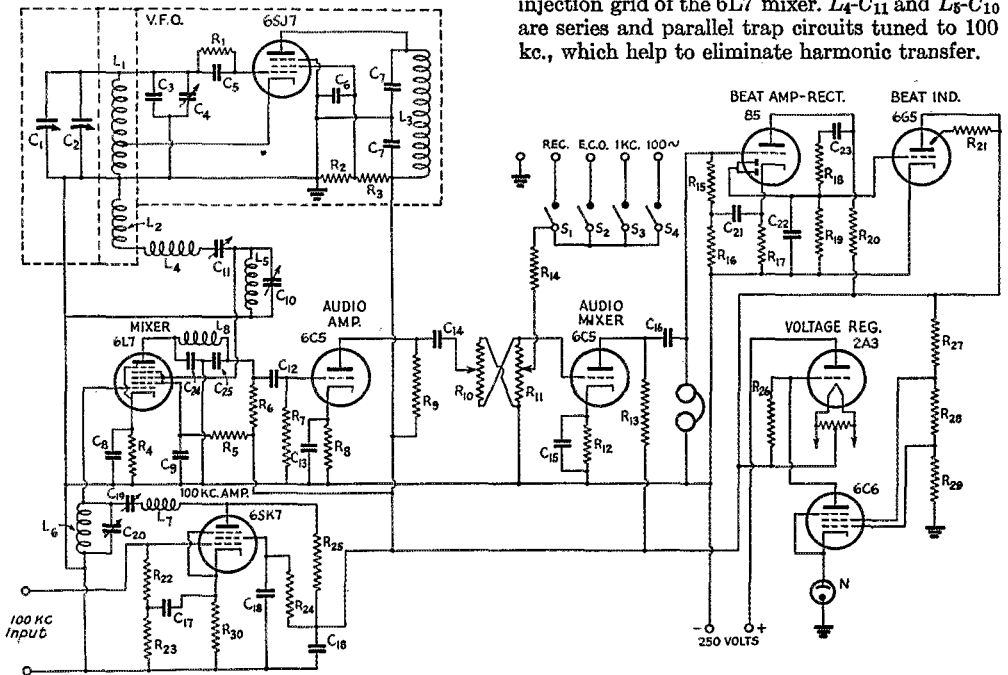 injection grid of the 6L7 mixer. L4-C11 and L5-C10
are series and parallel trap circuits tuned to 100
kc., which help to eliminate harmonic transfer.
V.F.O.
6SJ7
L1
R1
C5
C3
C4
C1
C2
C6
C7
L3
C7
R2
R3
L2
L4
C11
L5
C10
BEAT AMP-RECT.
85
BEAT IND.
6G5
R21
C23
R18
R15
C21
C22
R16
R17
R19
R20
REC. E.C.O. 1KC. 100~
S1 S2 S3 S4
R14
MIXER
6L7
L8
C24
C25
C12
R6
R7
C13
R8
AUDIO
AMP.
6C5
C14
R9
R10
R11
AUDIO
MIXER
6C5
C16
R13
C15
R12
C8
R4
C9
R5
VOLTAGE REG.
2A3
R26
R27
R28
R29
6C6
N
- +
250 VOLTS
100 KC. AMP.
6SK7
C19
L7
L6
C20
R22
C17
R23
R30
C18
R24
R25
C18
100 KC
Input